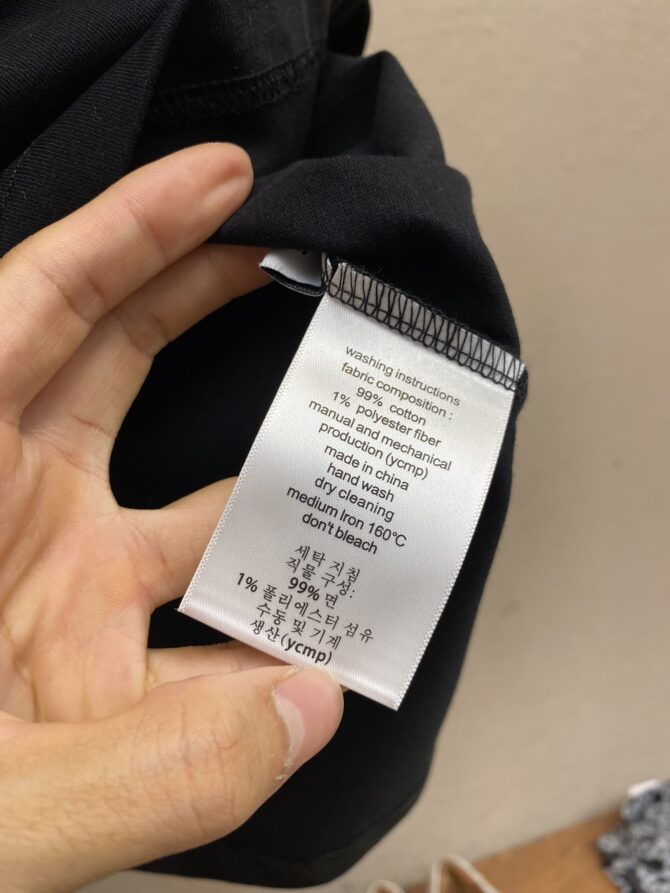 washing instructions
fabric composition :
99% cotton
1% polyester fiber
manual and mechanical
production (ycmp)
made in china
hand wash
dry cleaning
medium Iron 160℃
don't bleach
세탁 지침
직물 구성:
99% 면
1% 폴리에스터 섬유
수동 및 기계
생산 (ycmp)